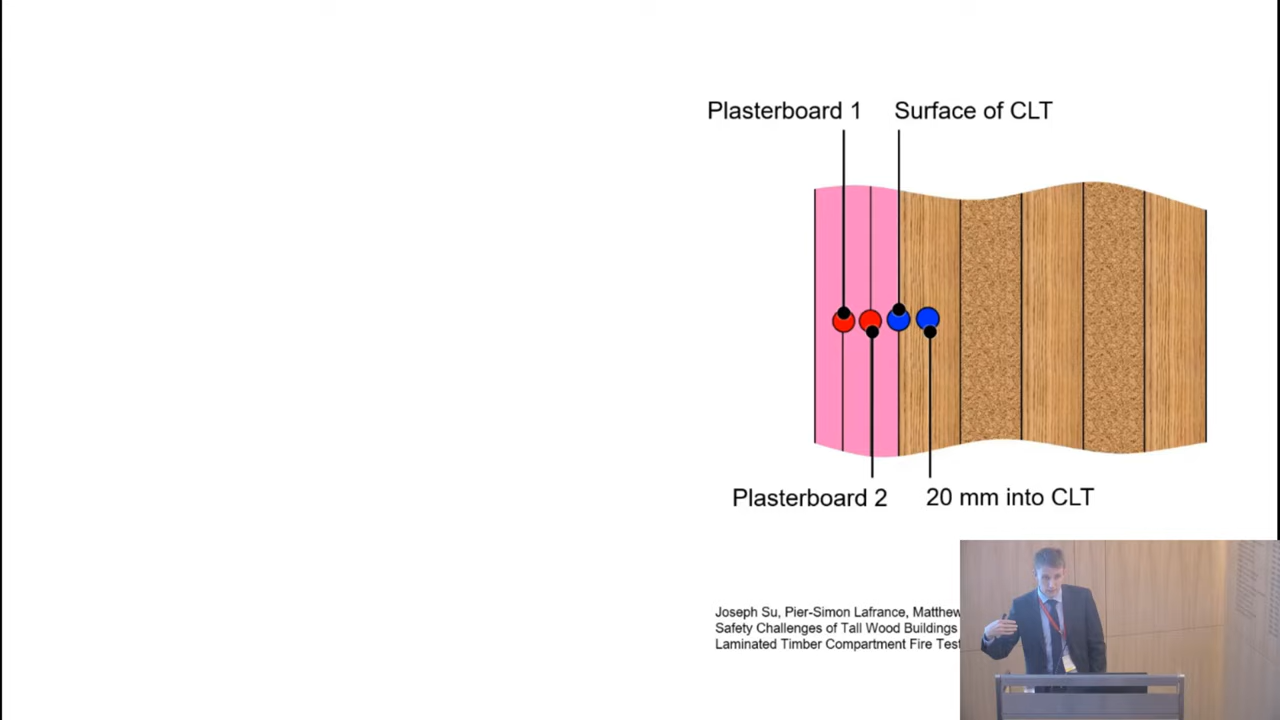 Plasterboard 1
Surface of CLT
Plasterboard 2
20 mm into CLT
Joseph Su, Pier-Simon Lafrance, Matthew
Safety Challenges of Tall Wood Buildings
Laminated Timber Compartment Fire Test